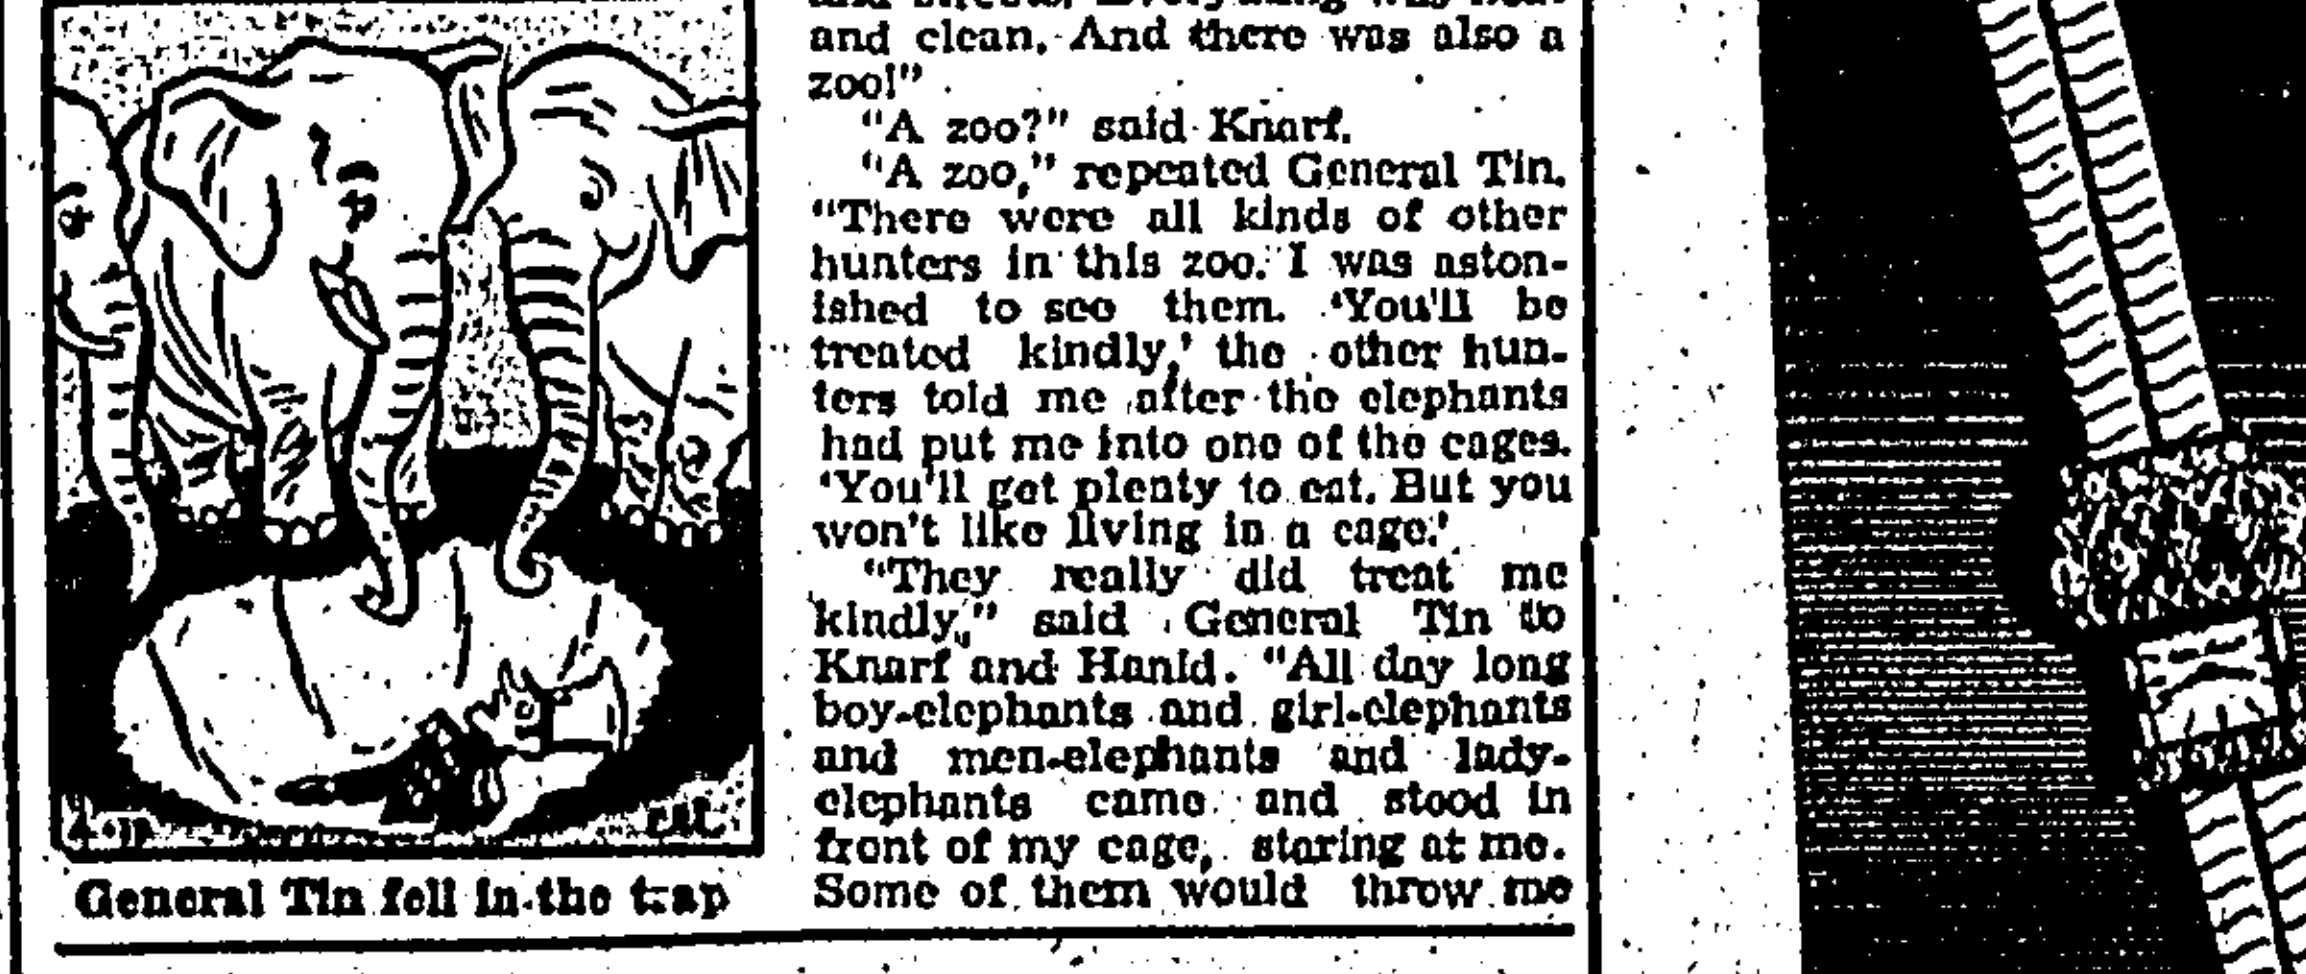 and streets. Everything was neat
and clean. And there was also a
zoo!"
"A zoo?" said Knarf.
"A zoo," repeated General Tin.
"There were all kinds of other
hunters in this zoo. I was aston-
ished to see them. 'You'll be
treated kindly,' the other hun-
ters told me after the elephants
had put me into one of the cages.
'You'll get plenty to eat. But you
won't like living in a cage.'
"They really did treat me
kindly," said General Tin to
Knarf and Hanid. "All day long
boy-elephants and girl-elephants
and men-elephants and lady-
elephants came and stood in
front of my cage, staring at me.
Some of them would throw me
General Tin fell in the trap